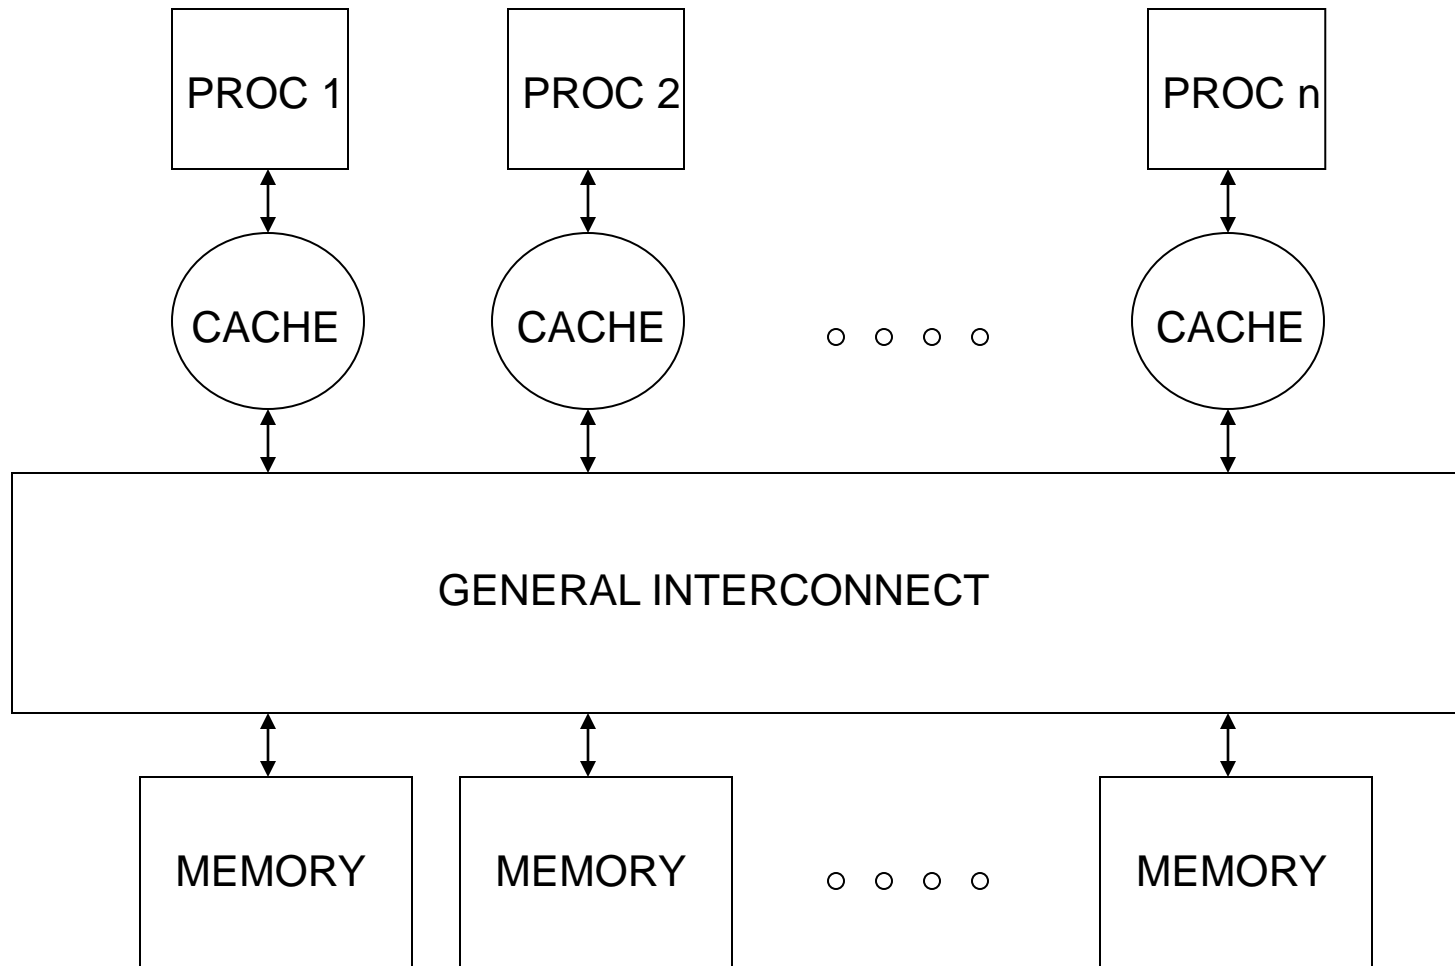 PROC 1 PROC 2 PROC n
CACHE CACHE CACHE
GENERAL INTERCONNECT
MEMORY MEMORY MEMORY